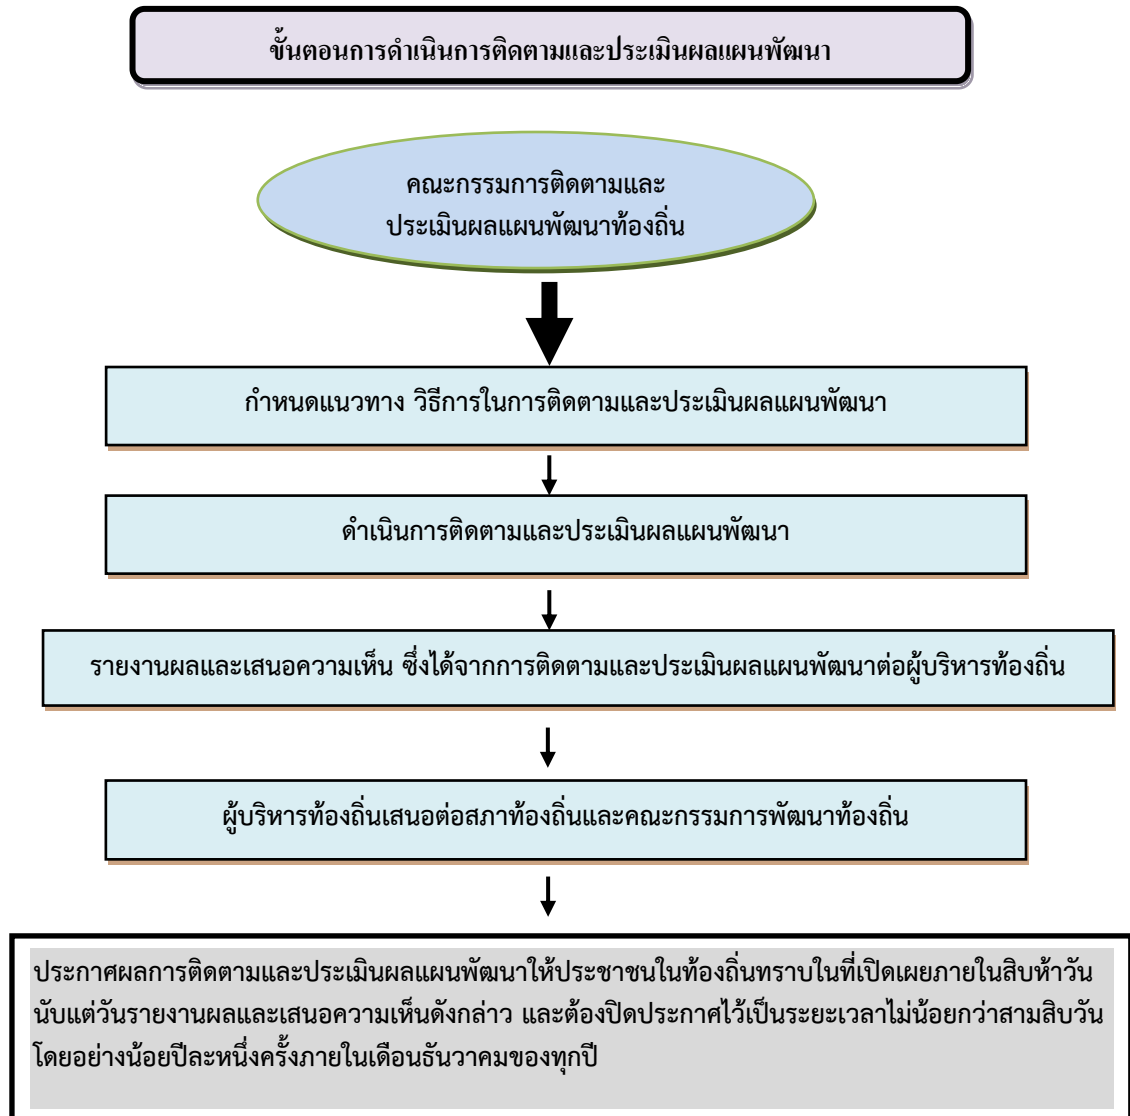 ขั้นตอนการดำเนินการติดตามและประเมินผลแผนพัฒนา
คณะกรรมการติดตามและ
ประเมินผลแผนพัฒนาท้องถิ่น
กำหนดแนวทาง วิธีการในการติดตามและประเมินผลแผนพัฒนา
ดำเนินการติดตามและประเมินผลแผนพัฒนา
รายงานผลและเสนอความเห็น ซึ่งได้จากการติดตามและประเมินผลแผนพัฒนาต่อผู้บริหารท้องถิ่น
ผู้บริหารท้องถิ่นเสนอต่อสภาท้องถิ่นและคณะกรรมการพัฒนาท้องถิ่น
ประกาศผลการติดตามและประเมินผลแผนพัฒนาให้ประชาชนในท้องถิ่นทราบในที่เปิดเผยภายในสิบห้าวัน
นับแต่วันรายงานผลและเสนอความเห็นดังกล่าว และต้องปิดประกาศไว้เป็นระยะเวลาไม่น้อยกว่าสามสิบวัน
โดยอย่างน้อยปีละหนึ่งครั้งภายในเดือนธันวาคมของทุกปี